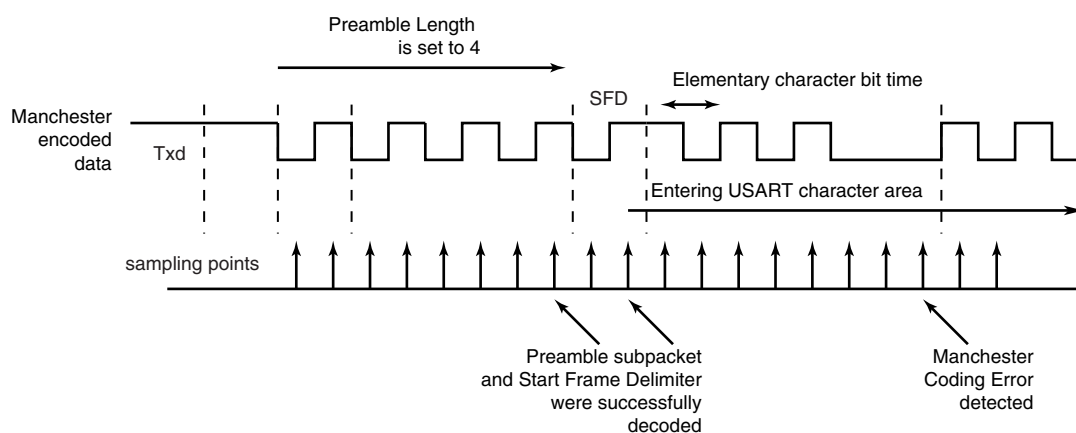 Preamble Length
is set to 4
SFD
Elementary character bit time
Manchester
encoded
data
Txd
Entering USART character area
sampling points
Preamble subpacket
and Start Frame Delimiter
were successfully
decoded
Manchester
Coding Error
detected